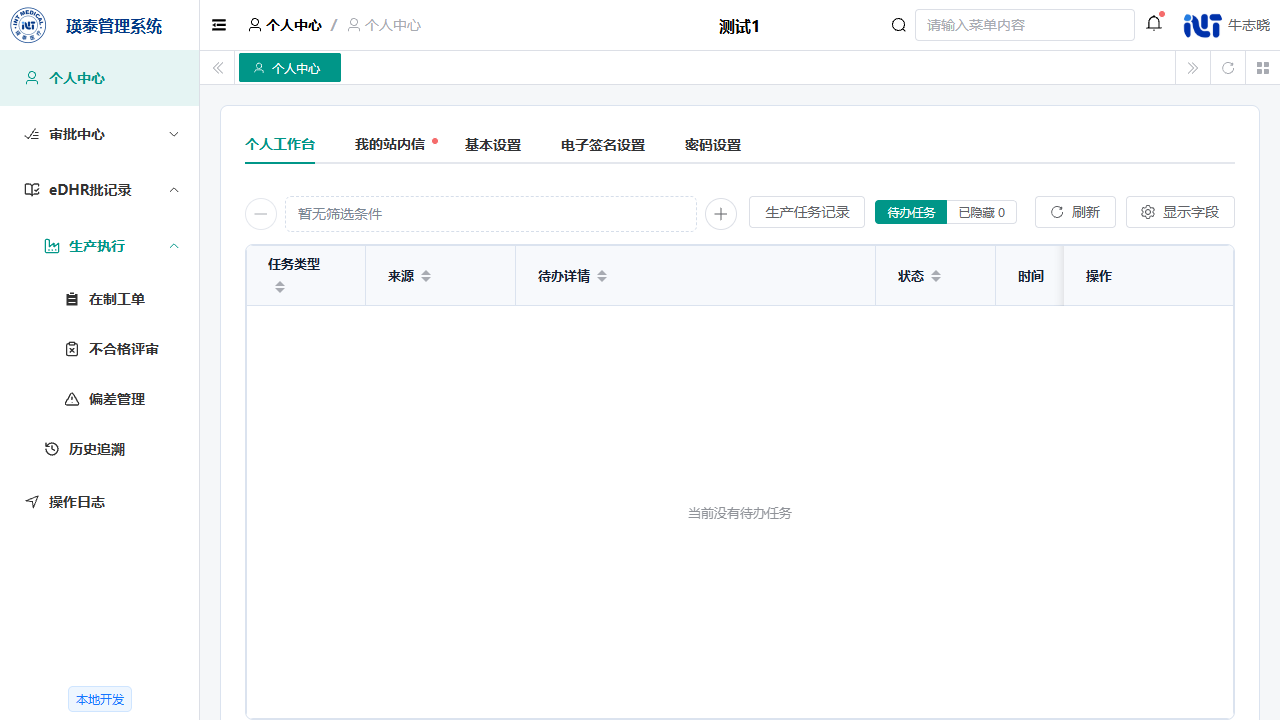 瑛泰管理系统
个人中心 / 个人中心
测试1
请输入菜单内容
牛志晓
个人中心
审批中心
eDHR批记录
生产执行
在制工单
不合格评审
偏差管理
历史追溯
操作日志
本地开发
个人中心
个人工作台 我的站内信 基本设置 电子签名设置 密码设置
暂无筛选条件 生产任务记录 待办任务 已隐藏 0 刷新 显示字段
任务类型 来源 待办详情 状态 时间 操作
当前没有待办任务